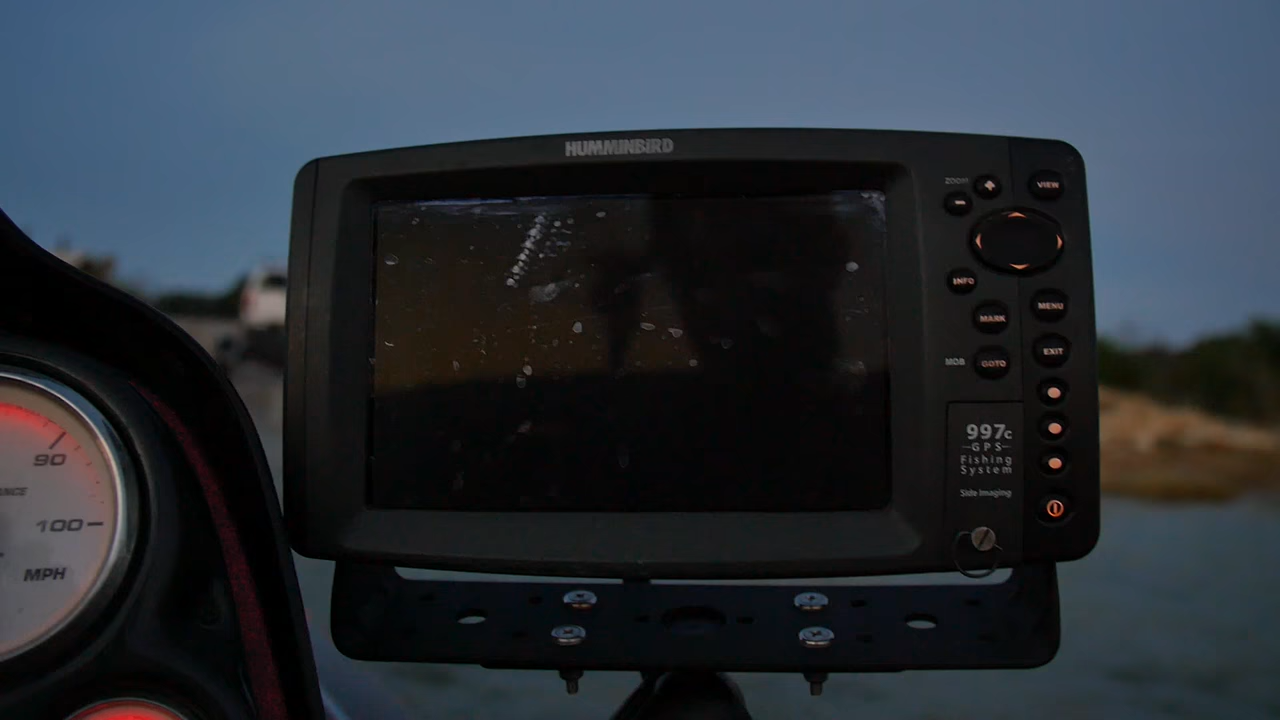 HUMMINBIRD
ZOOM
VIEW
INFO
MARK
MENU
MOB
GOTO
EXIT
997c
GPS
Fishing
System
Side Imaging
90
100
MPH